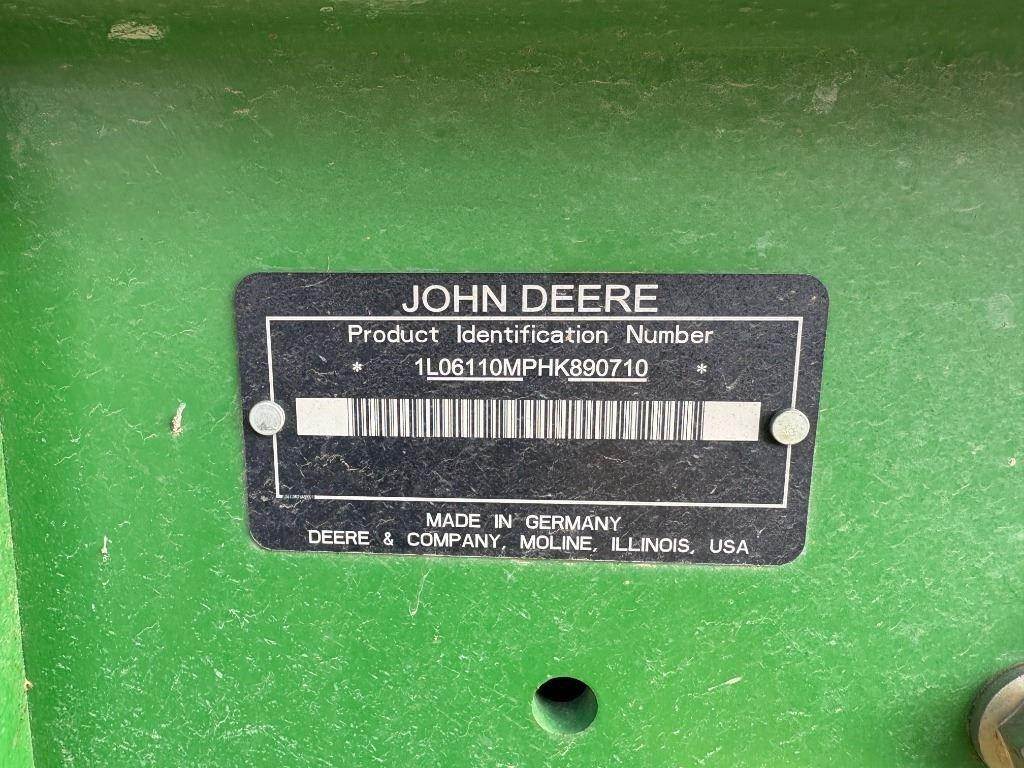 JOHN DEERE
Product Identification Number
* 1L06110MPHK890710 *
MADE IN GERMANY
DEERE & COMPANY, MOLINE, ILLINOIS, USA